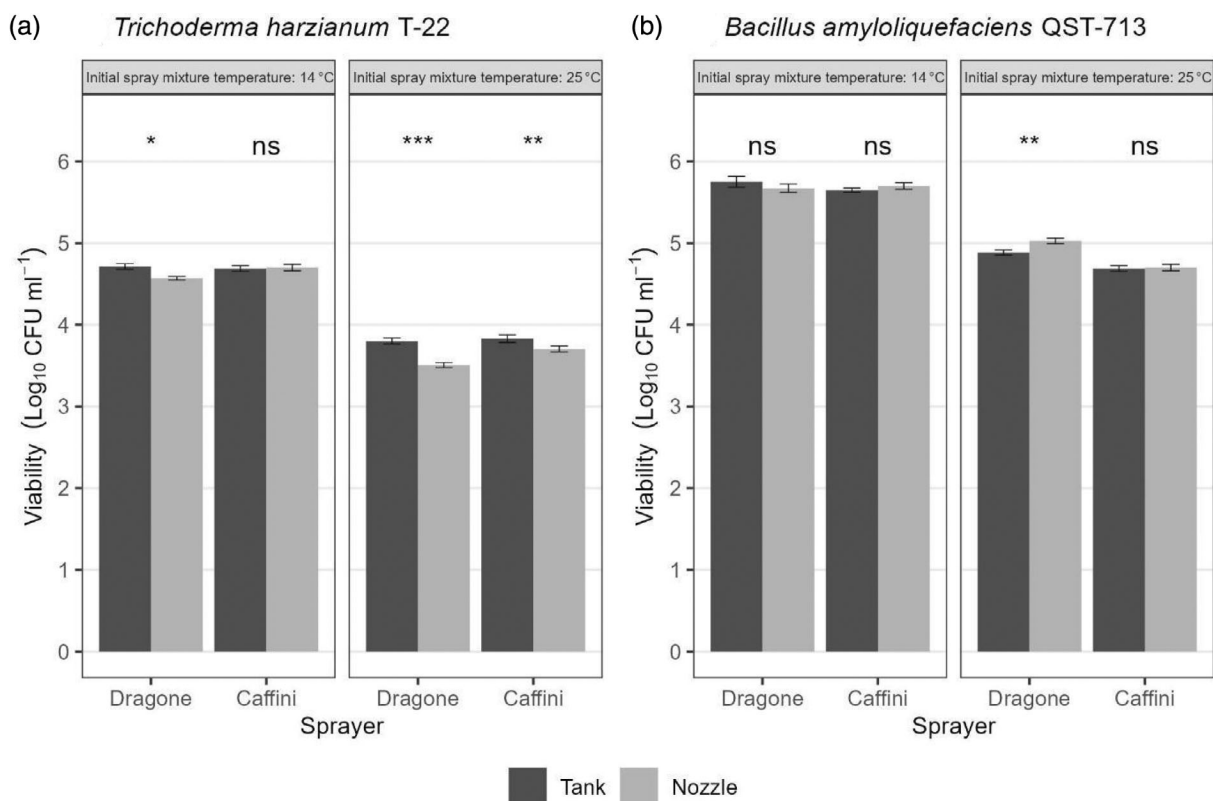 (a) Trichoderma harzianum T-22
Initial spray mixture temperature: 14 °C
Initial spray mixture temperature: 25 °C
* ns
*** **
6
5
4
3
2
1
0
Viability (Log₁₀ CFU ml⁻¹)
Dragone Caffini
Dragone Caffini
Sprayer
(b) Bacillus amyloliquefaciens QST-713
Initial spray mixture temperature: 14 °C
Initial spray mixture temperature: 25 °C
ns ns
** ns
6
5
4
3
2
1
0
Viability (Log₁₀ CFU ml⁻¹)
Dragone Caffini
Dragone Caffini
Sprayer
Tank Nozzle